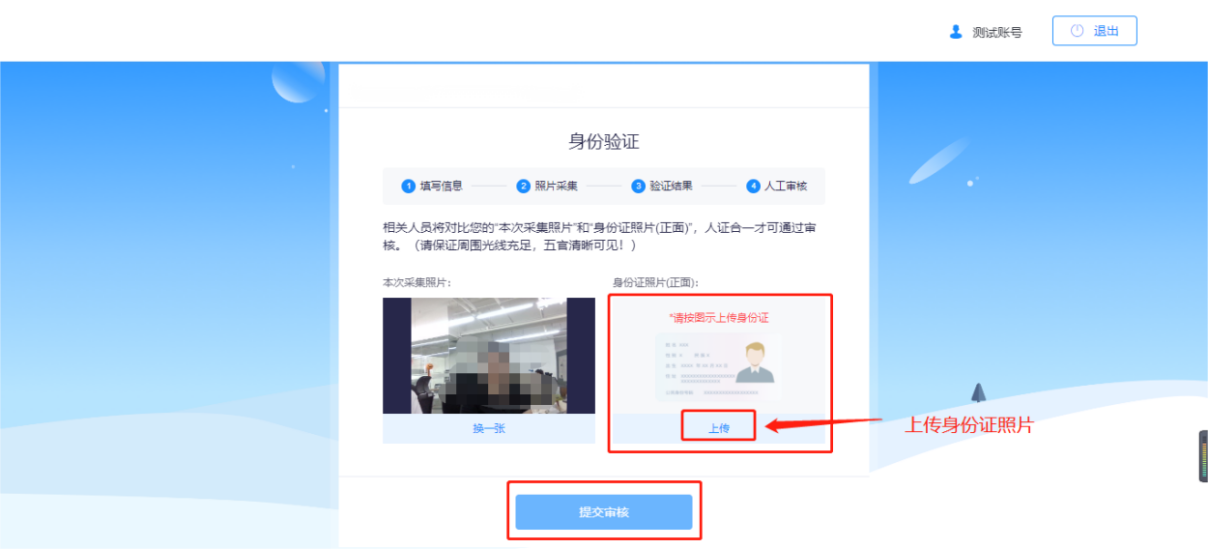 测试账号
退出
身份验证
1 填写信息 2 照片采集 3 验证结果 4 人工审核
相关人员将对比您的“本次采集照片”和“身份证照片(正面)”，人证合一才可通过审
核。（请保证周围光线充足，五官清晰可见！）
本次采集照片：
身份证照片(正面)：
*请按图示上传身份证
换一张
上传
上传身份证照片
提交审核